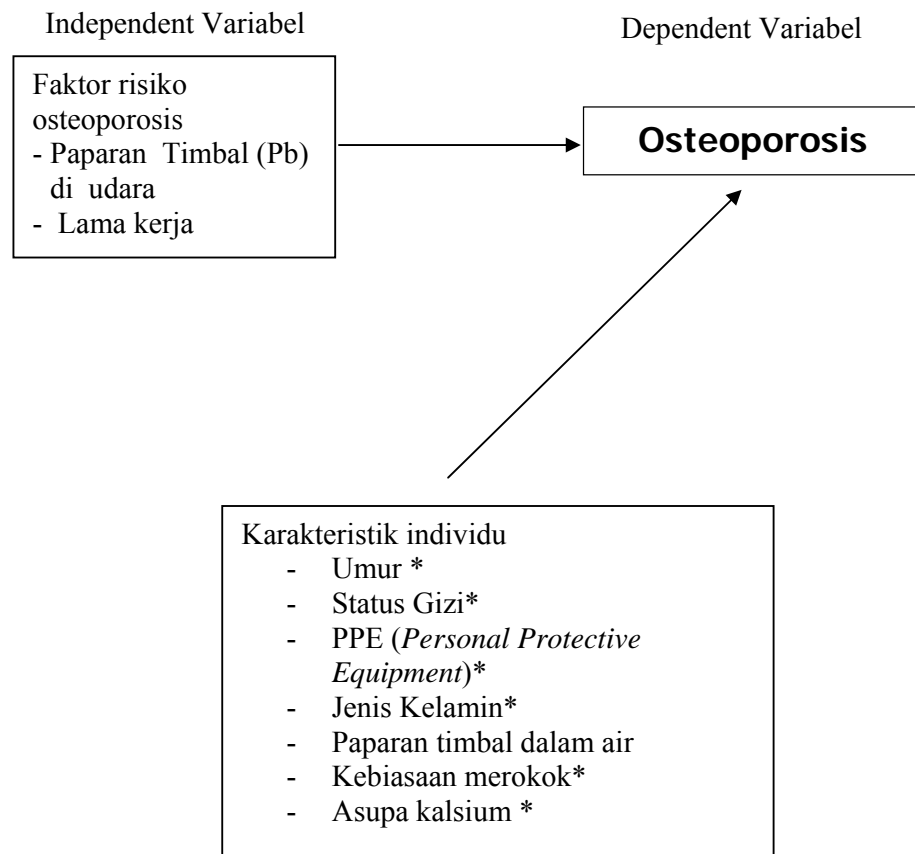 Independent Variabel
Dependent Variabel
Faktor risiko
osteoporosis
- Paparan Timbal (Pb)
di udara
- Lama kerja
Osteoporosis
Karakteristik individu
- Umur *
- Status Gizi*
- PPE (Personal Protective
Equipment)*
- Jenis Kelamin*
- Paparan timbal dalam air
- Kebiasaan merokok*
- Asupa kalsium *